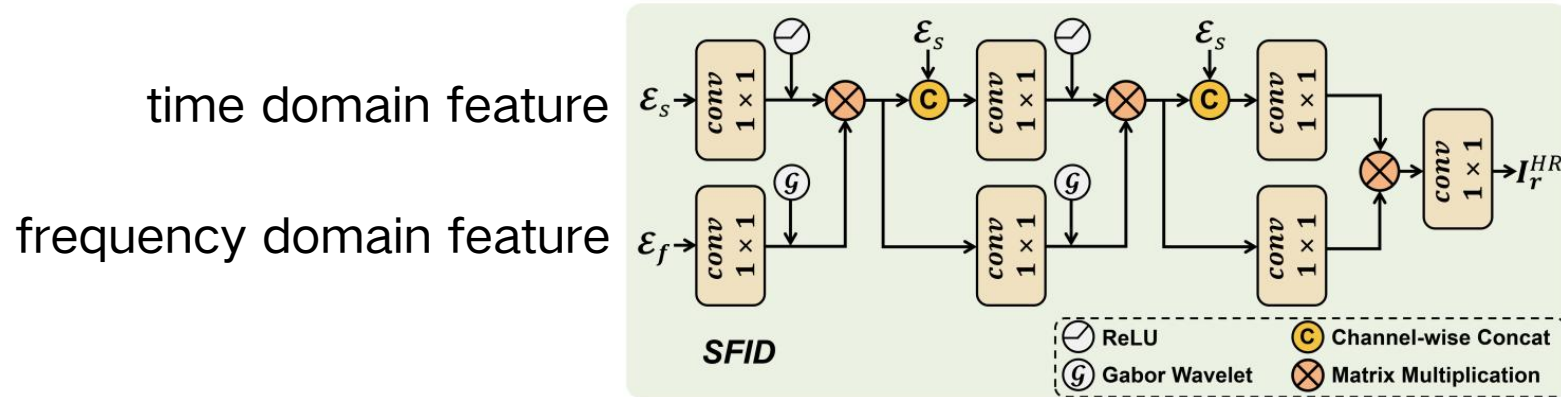 time domain feature
frequency domain feature
ℰs
ℰf
conv 1 × 1
conv 1 × 1
𝒢
C
ℰs
conv 1 × 1
conv 1 × 1
𝒢
C
ℰs
conv 1 × 1
conv 1 × 1
conv 1 × 1
I_r^{HR}
SFID
ReLU
C Channel-wise Concat
𝒢 Gabor Wavelet
Matrix Multiplication